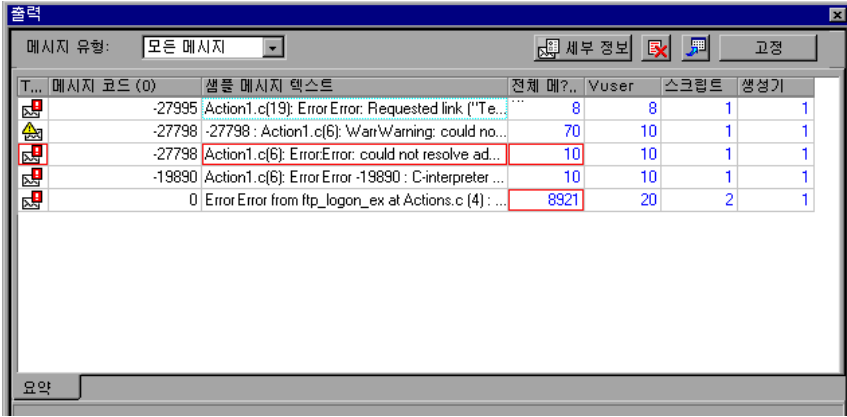 출력
메시지 유형: 모든 메시지 세부 정보 고정
T... 메시지 코드 (0) 샘플 메시지 텍스트 전체 메?.. Vuser 스크립트 생성기
-27995 Action1.c(19): Error Error: Requested link ("Te... 8 8 1 1
-27798 -27798 : Action1.c(6): WarrWarning: could no... 70 10 1 1
-27798 Action1.c(6): Error:Error: could not resolve ad... 10 10 1 1
-19890 Action1.c(6): Error Error -19890 : C-interpreter ... 10 10 1 1
0 Error Error from ftp_logon_ex at Actions.c (4) : ... 8921 20 2 1
요약